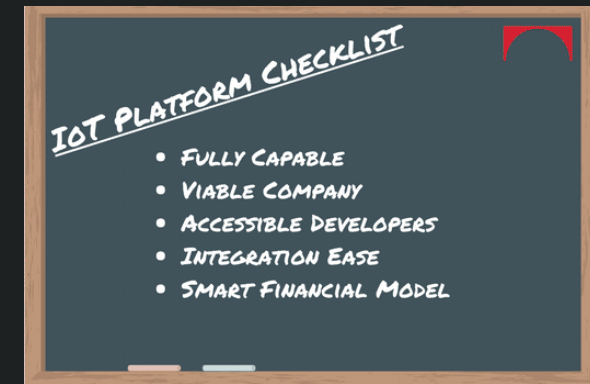 IoT Platform Checklist
• Fully Capable
• Viable Company
• Accessible Developers
• Integration Ease
• Smart Financial Model